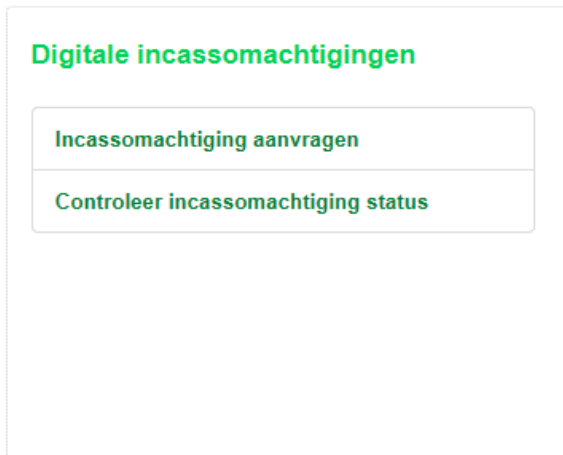 Digitale incassomachtigingen
Incassomachtiging aanvragen
Controleer incassomachtiging status